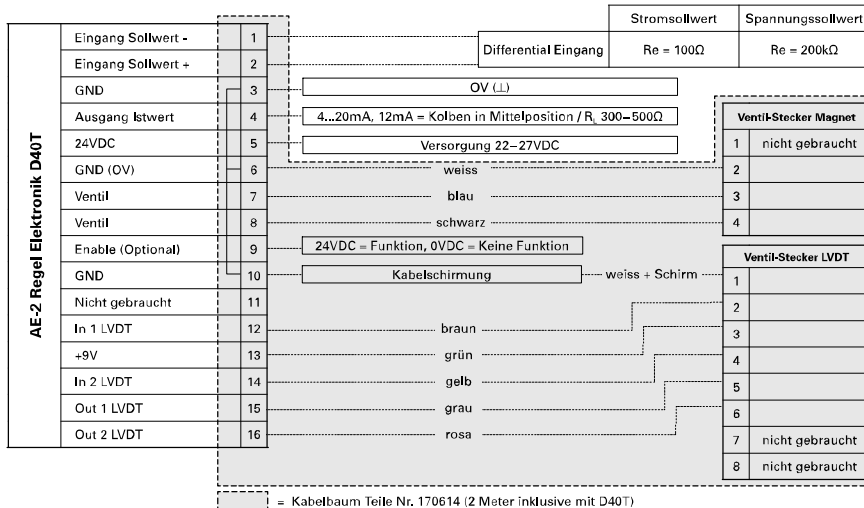 Stromsollwert Spannungssollwert
Differential Eingang Re = 100Ω Re = 200kΩ
AE-2 Regel Elektronik D40T
Eingang Sollwert - 1
Eingang Sollwert + 2
GND 3 OV (⊥)
Ausgang Istwert 4 4...20mA, 12mA = Kolben in Mittelposition / RL 300–500Ω
24VDC 5 Versorgung 22–27VDC
GND (OV) 6 weiss
Ventil 7 blau
Ventil 8 schwarz
Enable (Optional) 9 24VDC = Funktion, 0VDC = Keine Funktion
GND 10 Kabelschirmung weiss + Schirm
Nicht gebraucht 11
In 1 LVDT 12 braun
+9V 13 grün
In 2 LVDT 14 gelb
Out 1 LVDT 15 grau
Out 2 LVDT 16 rosa
Ventil-Stecker Magnet
1 nicht gebraucht
2
3
4
Ventil-Stecker LVDT
1
2
3
4
5
6
7 nicht gebraucht
8 nicht gebraucht
= Kabelbaum Teile Nr. 170614 (2 Meter inklusive mit D40T)